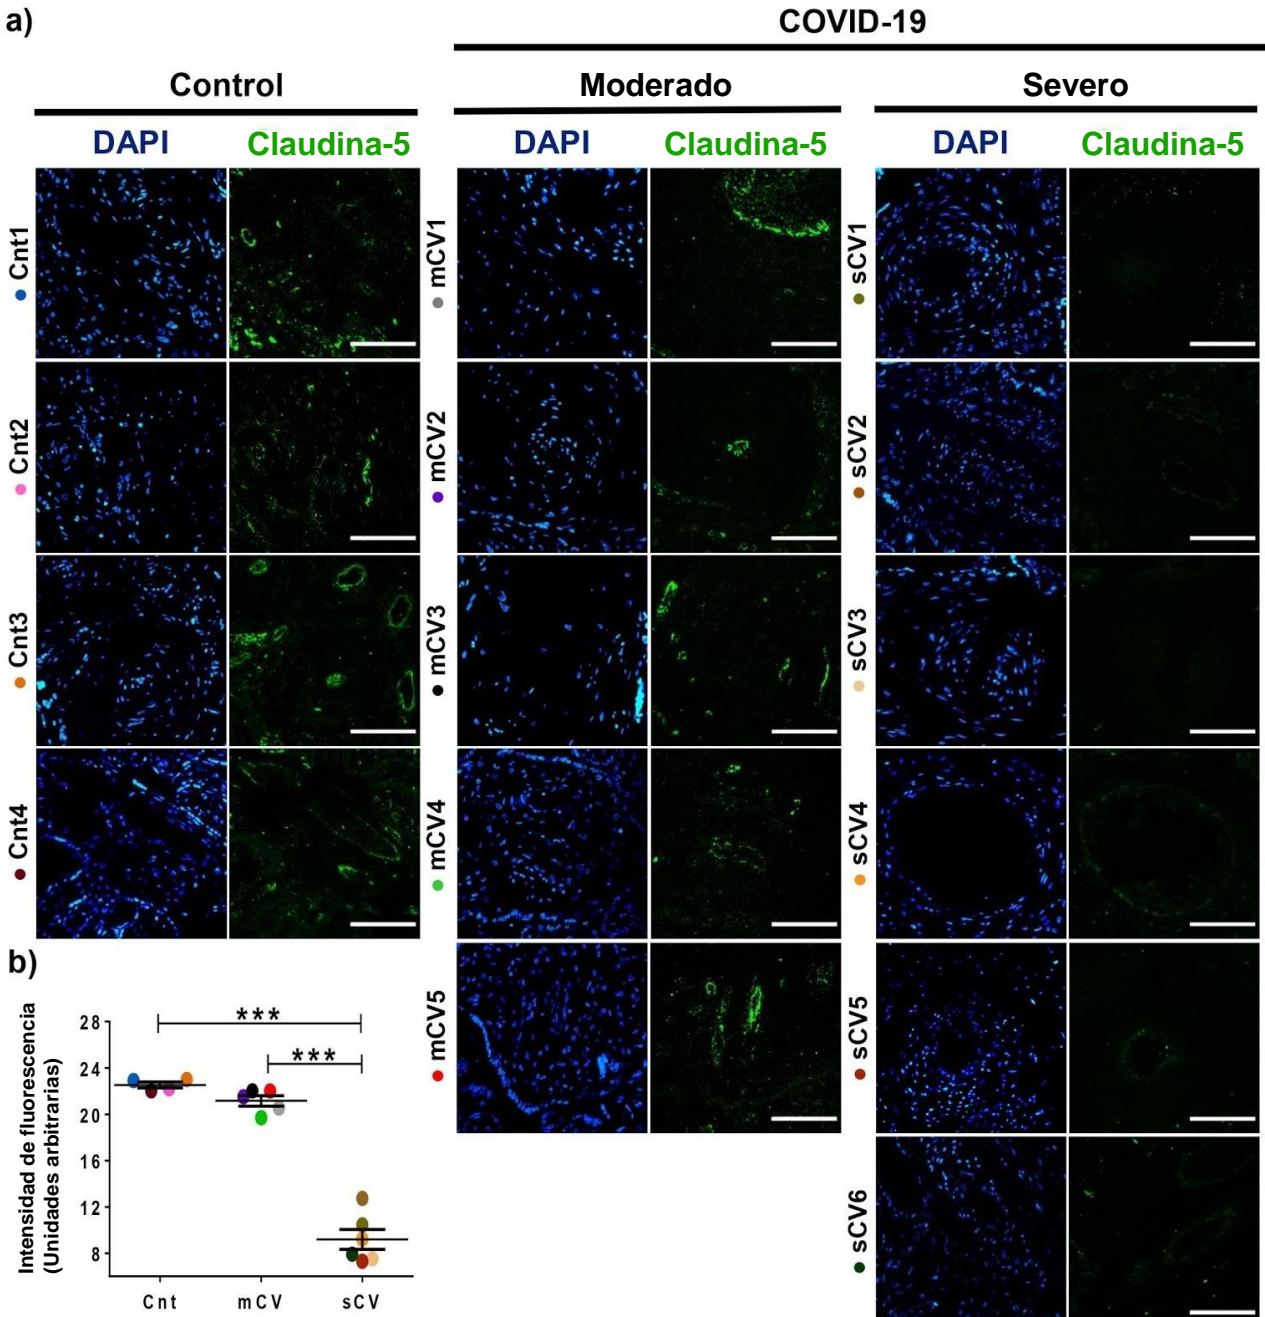 a)
COVID-19
Control
Moderado
Severo
DAPI
Claudina-5
DAPI
Claudina-5
DAPI
Claudina-5
Cnt1
mCV1
sCV1
Cnt2
mCV2
sCV2
Cnt3
mCV3
sCV3
Cnt4
mCV4
sCV4
mCV5
sCV5
sCV6
b)
Intensidad de fluorescencia
(Unidades arbitrarias)
28
24
20
16
12
8
***
***
Cnt
mCV
sCV